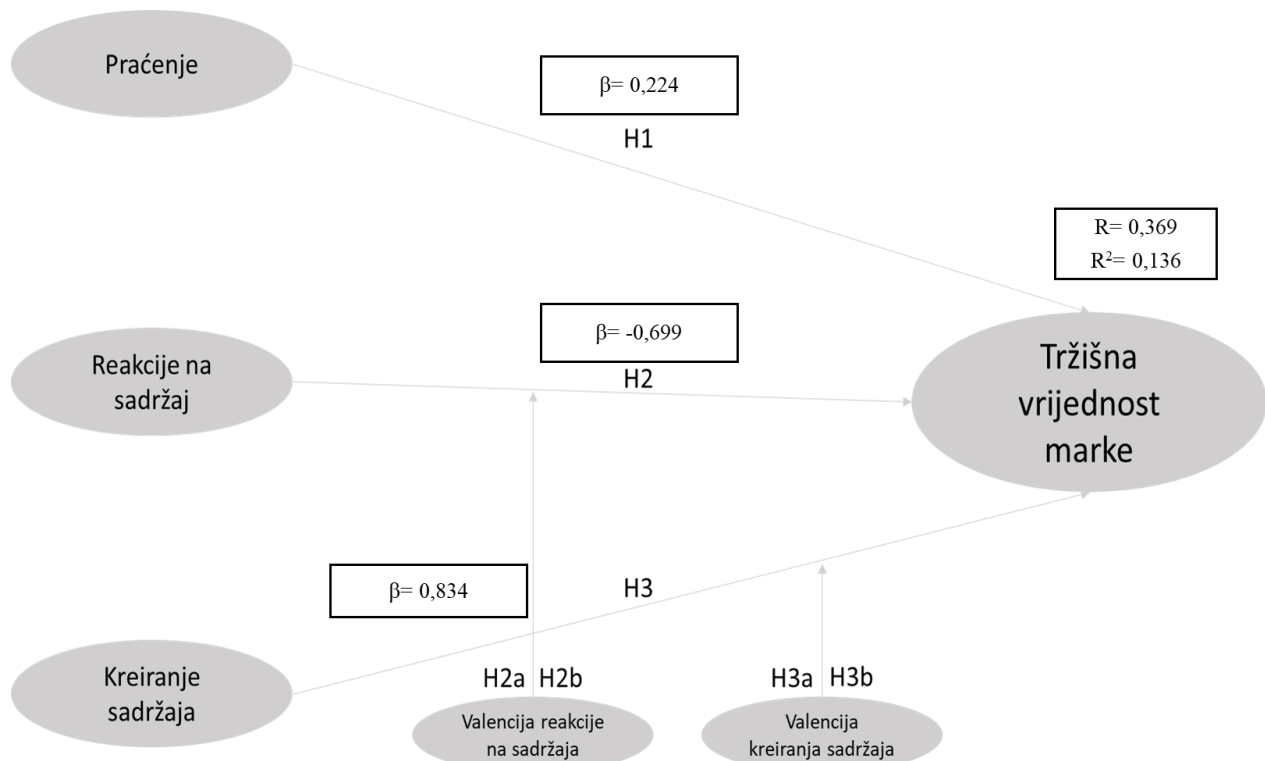 Praćenje
β= 0,224
H1
R= 0,369
R²= 0,136
β= -0,699
H2
Reakcije na
sadržaj
Tržišna
vrijednost
marke
β= 0,834
H3
Kreiranje
sadržaja
H2a H2b
H3a H3b
Valencija reakcije
na sadržaja
Valencija
kreiranja sadržaja